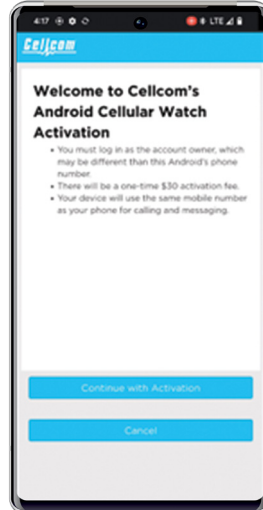 4:17
LTE
Cellcom
Welcome to Cellcom's
Android Cellular Watch
Activation
• You must log in as the account owner, which
may be different than this Android's phone
number.
• There will be a one-time $30 activation fee.
• Your device will use the same mobile number
as your phone for calling and messaging.
Continue with Activation
Cancel